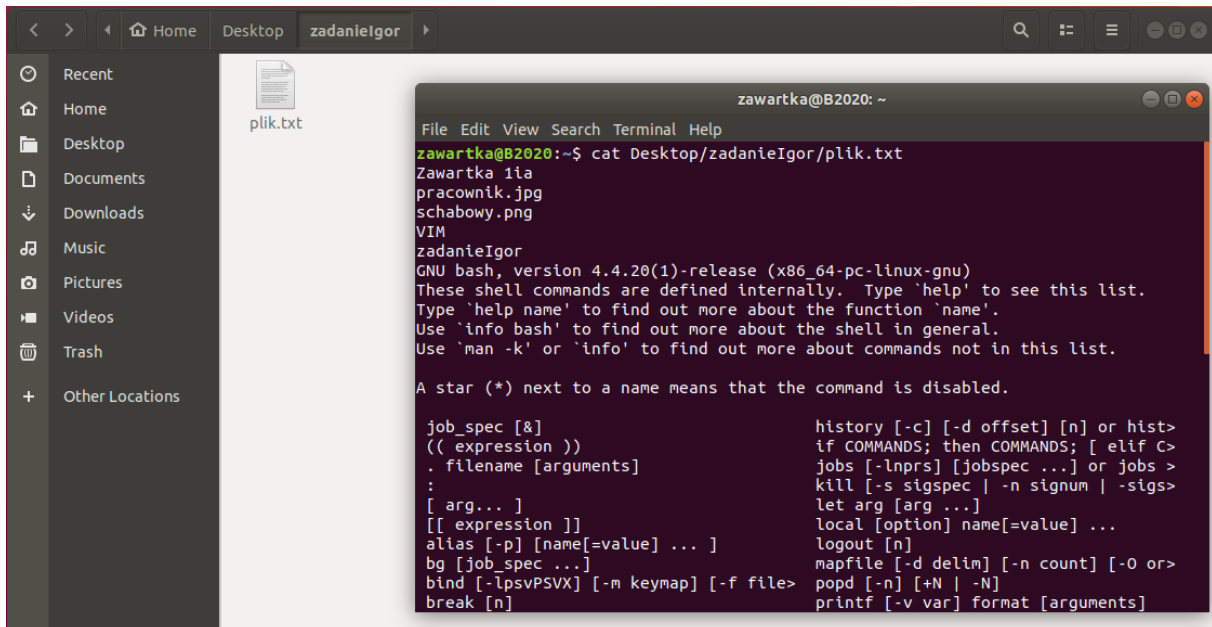 Home Desktop zadanieIgor
Recent
Home
Desktop
Documents
Downloads
Music
Pictures
Videos
Trash
+ Other Locations
plik.txt
zawartka@B2020: ~
File Edit View Search Terminal Help
zawartka@B2020:~$ cat Desktop/zadanieIgor/plik.txt
Zawartka 1ia
pracownik.jpg
schabowy.png
VIM
zadanieIgor
GNU bash, version 4.4.20(1)-release (x86_64-pc-linux-gnu)
These shell commands are defined internally.  Type `help' to see this list.
Type `help name' to find out more about the function `name'.
Use `info bash' to find out more about the shell in general.
Use `man -k' or `info' to find out more about commands not in this list.
A star (*) next to a name means that the command is disabled.
job_spec [&] history [-c] [-d offset] [n] or hist>
(( expression )) if COMMANDS; then COMMANDS; [ elif C>
. filename [arguments] jobs [-lnprs] [jobspec ...] or jobs >
: kill [-s sigspec | -n signum | -sigs>
[ arg... ] let arg [arg ...]
[[ expression ]] local [option] name[=value] ...
alias [-p] [name[=value] ... ] logout [n]
bg [job_spec ...] mapfile [-d delim] [-n count] [-O or>
bind [-lpsvPSVX] [-m keymap] [-f file> popd [-n] [+N | -N]
break [n] printf [-v var] format [arguments]